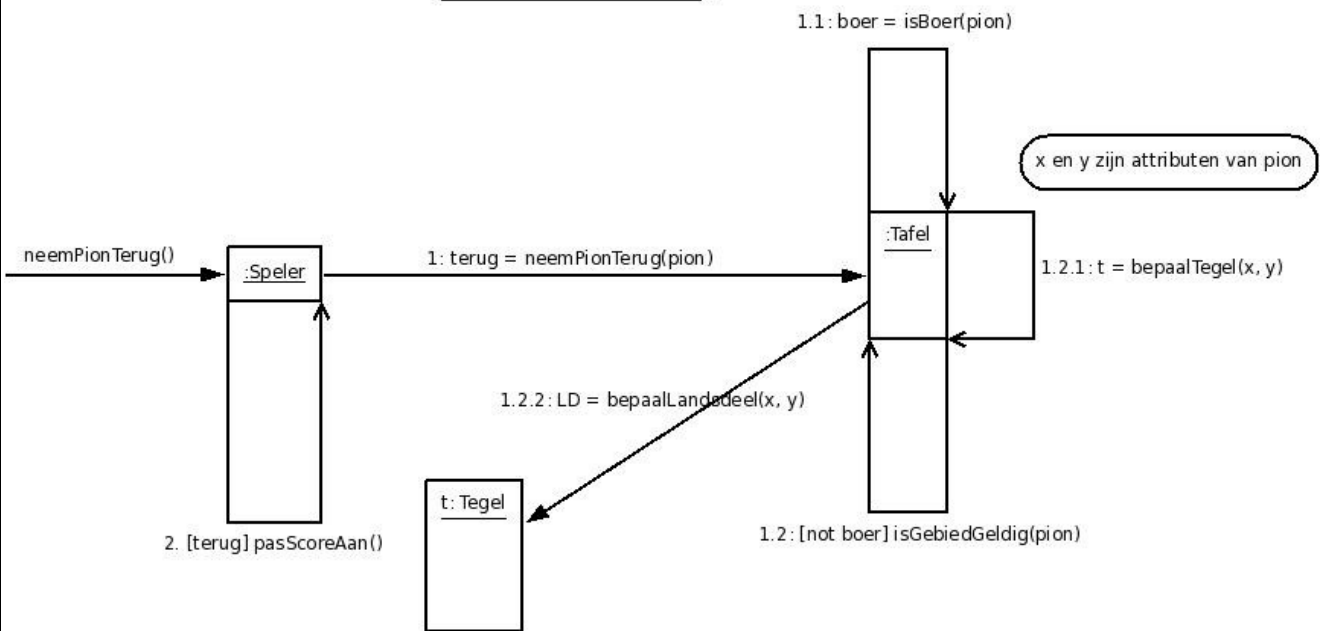 1.1: boer = isBoer(pion)
x en y zijn attributen van pion
:Tafel
neemPionTerug()
:Speler
1: terug = neemPionTerug(pion)
1.2.1: t = bepaalTegel(x, y)
1.2.2: LD = bepaalLandsdeel(x, y)
t: Tegel
2. [terug] pasScoreAan()
1.2: [not boer] isGebiedGeldig(pion)